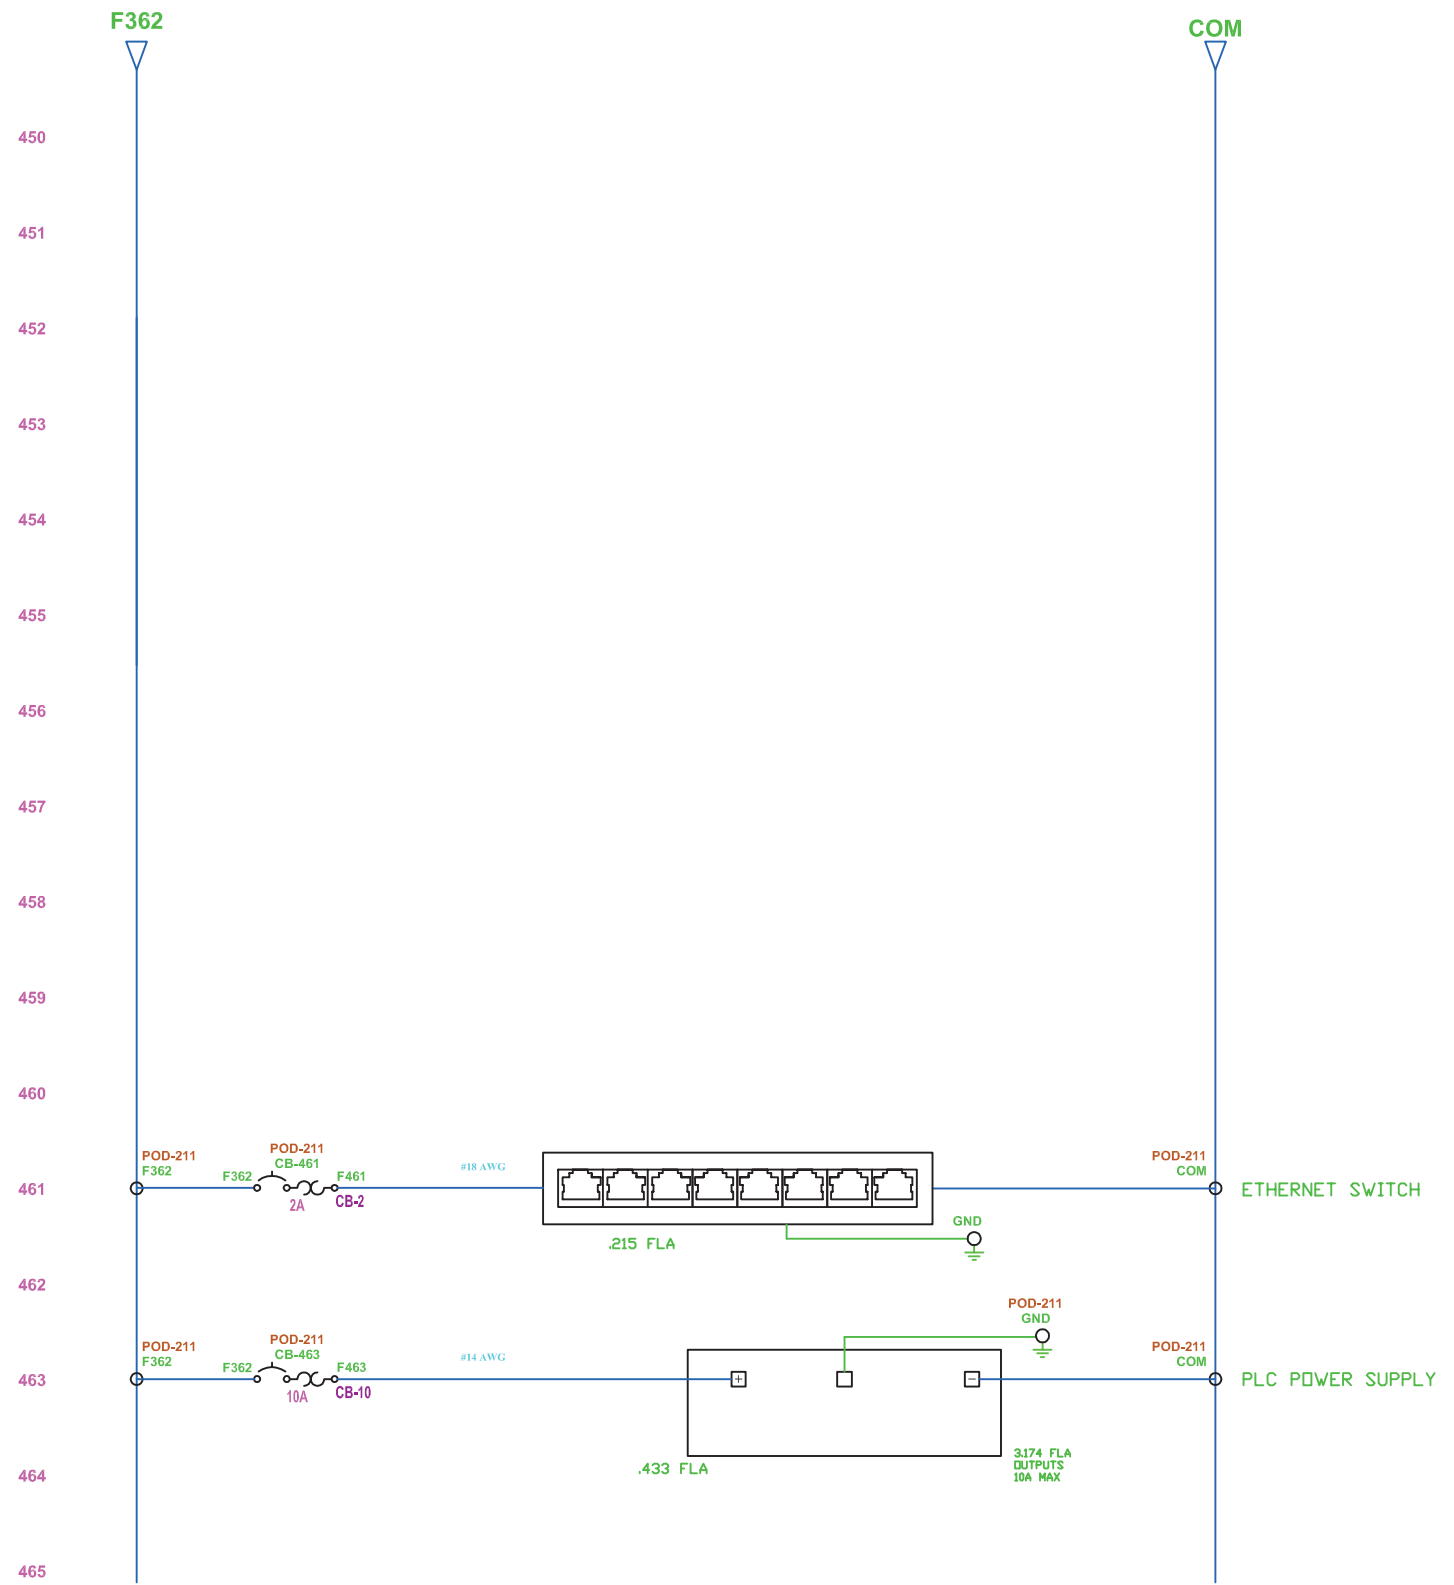 F362
COM
450
451
452
453
454
455
456
457
458
459
460
POD-211
F362
F362
POD-211
CB-461
F461
2A
CB-2
#18 AWG
POD-211
COM
461
ETHERNET SWITCH
GND
.215 FLA
462
POD-211
GND
POD-211
F362
F362
POD-211
CB-463
F463
10A
CB-10
#14 AWG
POD-211
COM
463
+
−
PLC POWER SUPPLY
.433 FLA
3.174 FLA
OUTPUTS
10A MAX
464
465